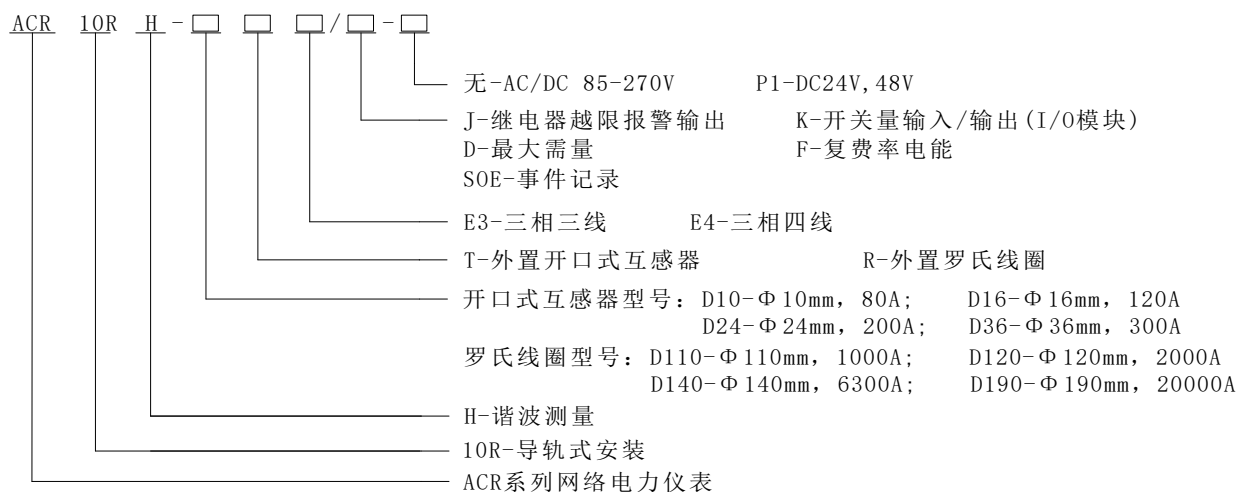 ACR 10R H-□ □ □/□-□
无-AC/DC 85-270V P1-DC24V,48V
J-继电器越限报警输出 K-开关量输入/输出(I/O模块)
D-最大需量 F-复费率电能
SOE-事件记录
E3-三相三线 E4-三相四线
T-外置开口式互感器 R-外置罗氏线圈
开口式互感器型号：D10-Φ10mm，80A; D16-Φ16mm，120A
D24-Φ24mm，200A; D36-Φ36mm，300A
罗氏线圈型号：D110-Φ110mm，1000A; D120-Φ120mm，2000A
D140-Φ140mm，6300A; D190-Φ190mm，20000A
H-谐波测量
10R-导轨式安装
ACR系列网络电力仪表